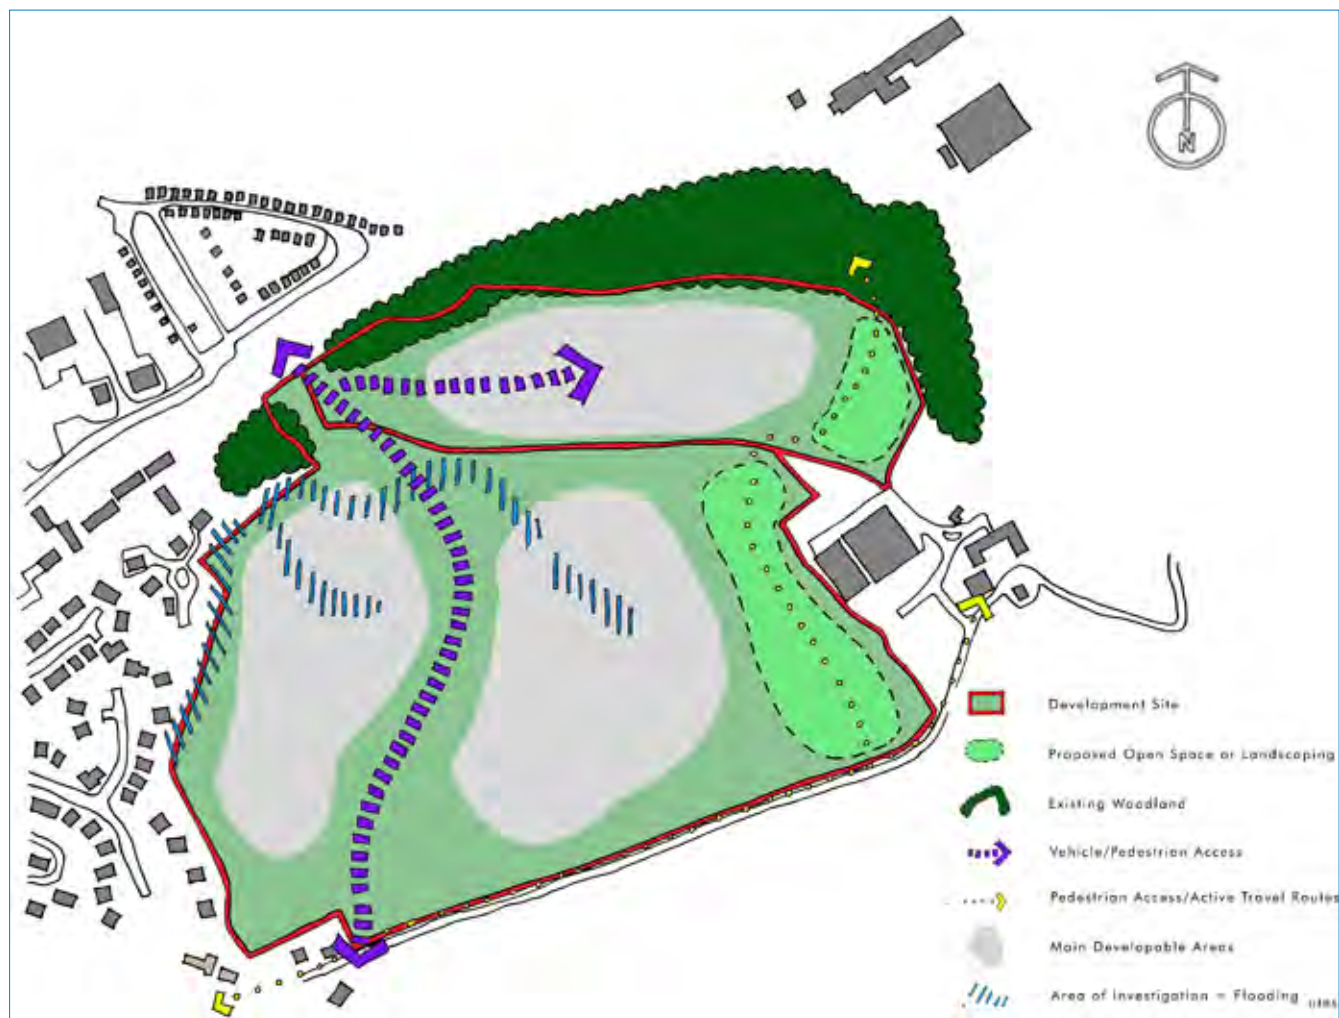 N
Development Site
Proposed Open Space or Landscaping
Existing Woodland
Vehicle/Pedestrian Access
Pedestrian Access/Active Travel Routes
Main Developable Areas
Area of Investigation - Flooding